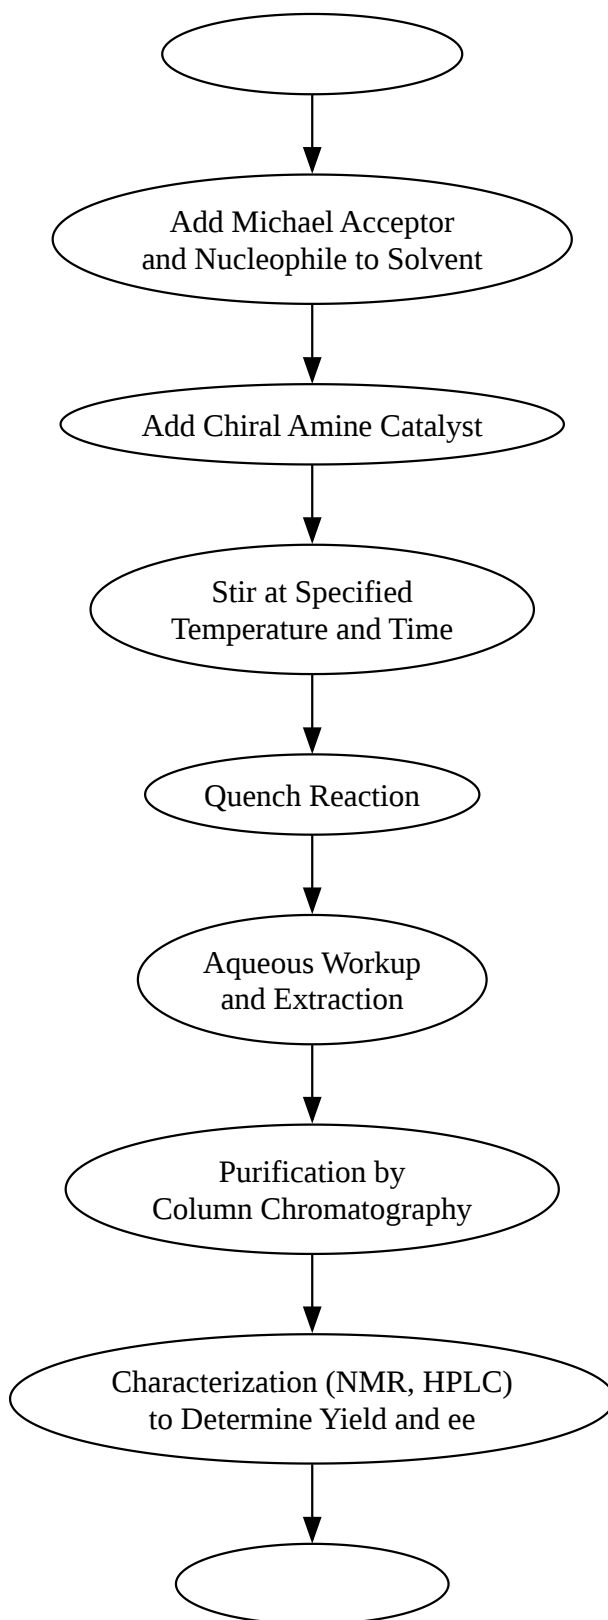 Add Michael Acceptor
and Nucleophile to Solvent
Add Chiral Amine Catalyst
Stir at Specified
Temperature and Time
Quench Reaction
Aqueous Workup
and Extraction
Purification by
Column Chromatography
Characterization (NMR, HPLC)
to Determine Yield and ee